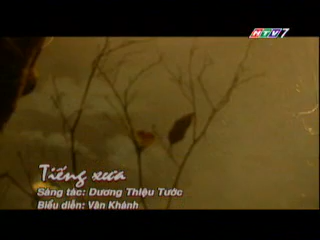 HTV7
Tiếng xưa
Sáng tác: Dương Thiệu Tước
Biểu diễn: Vân Khánh